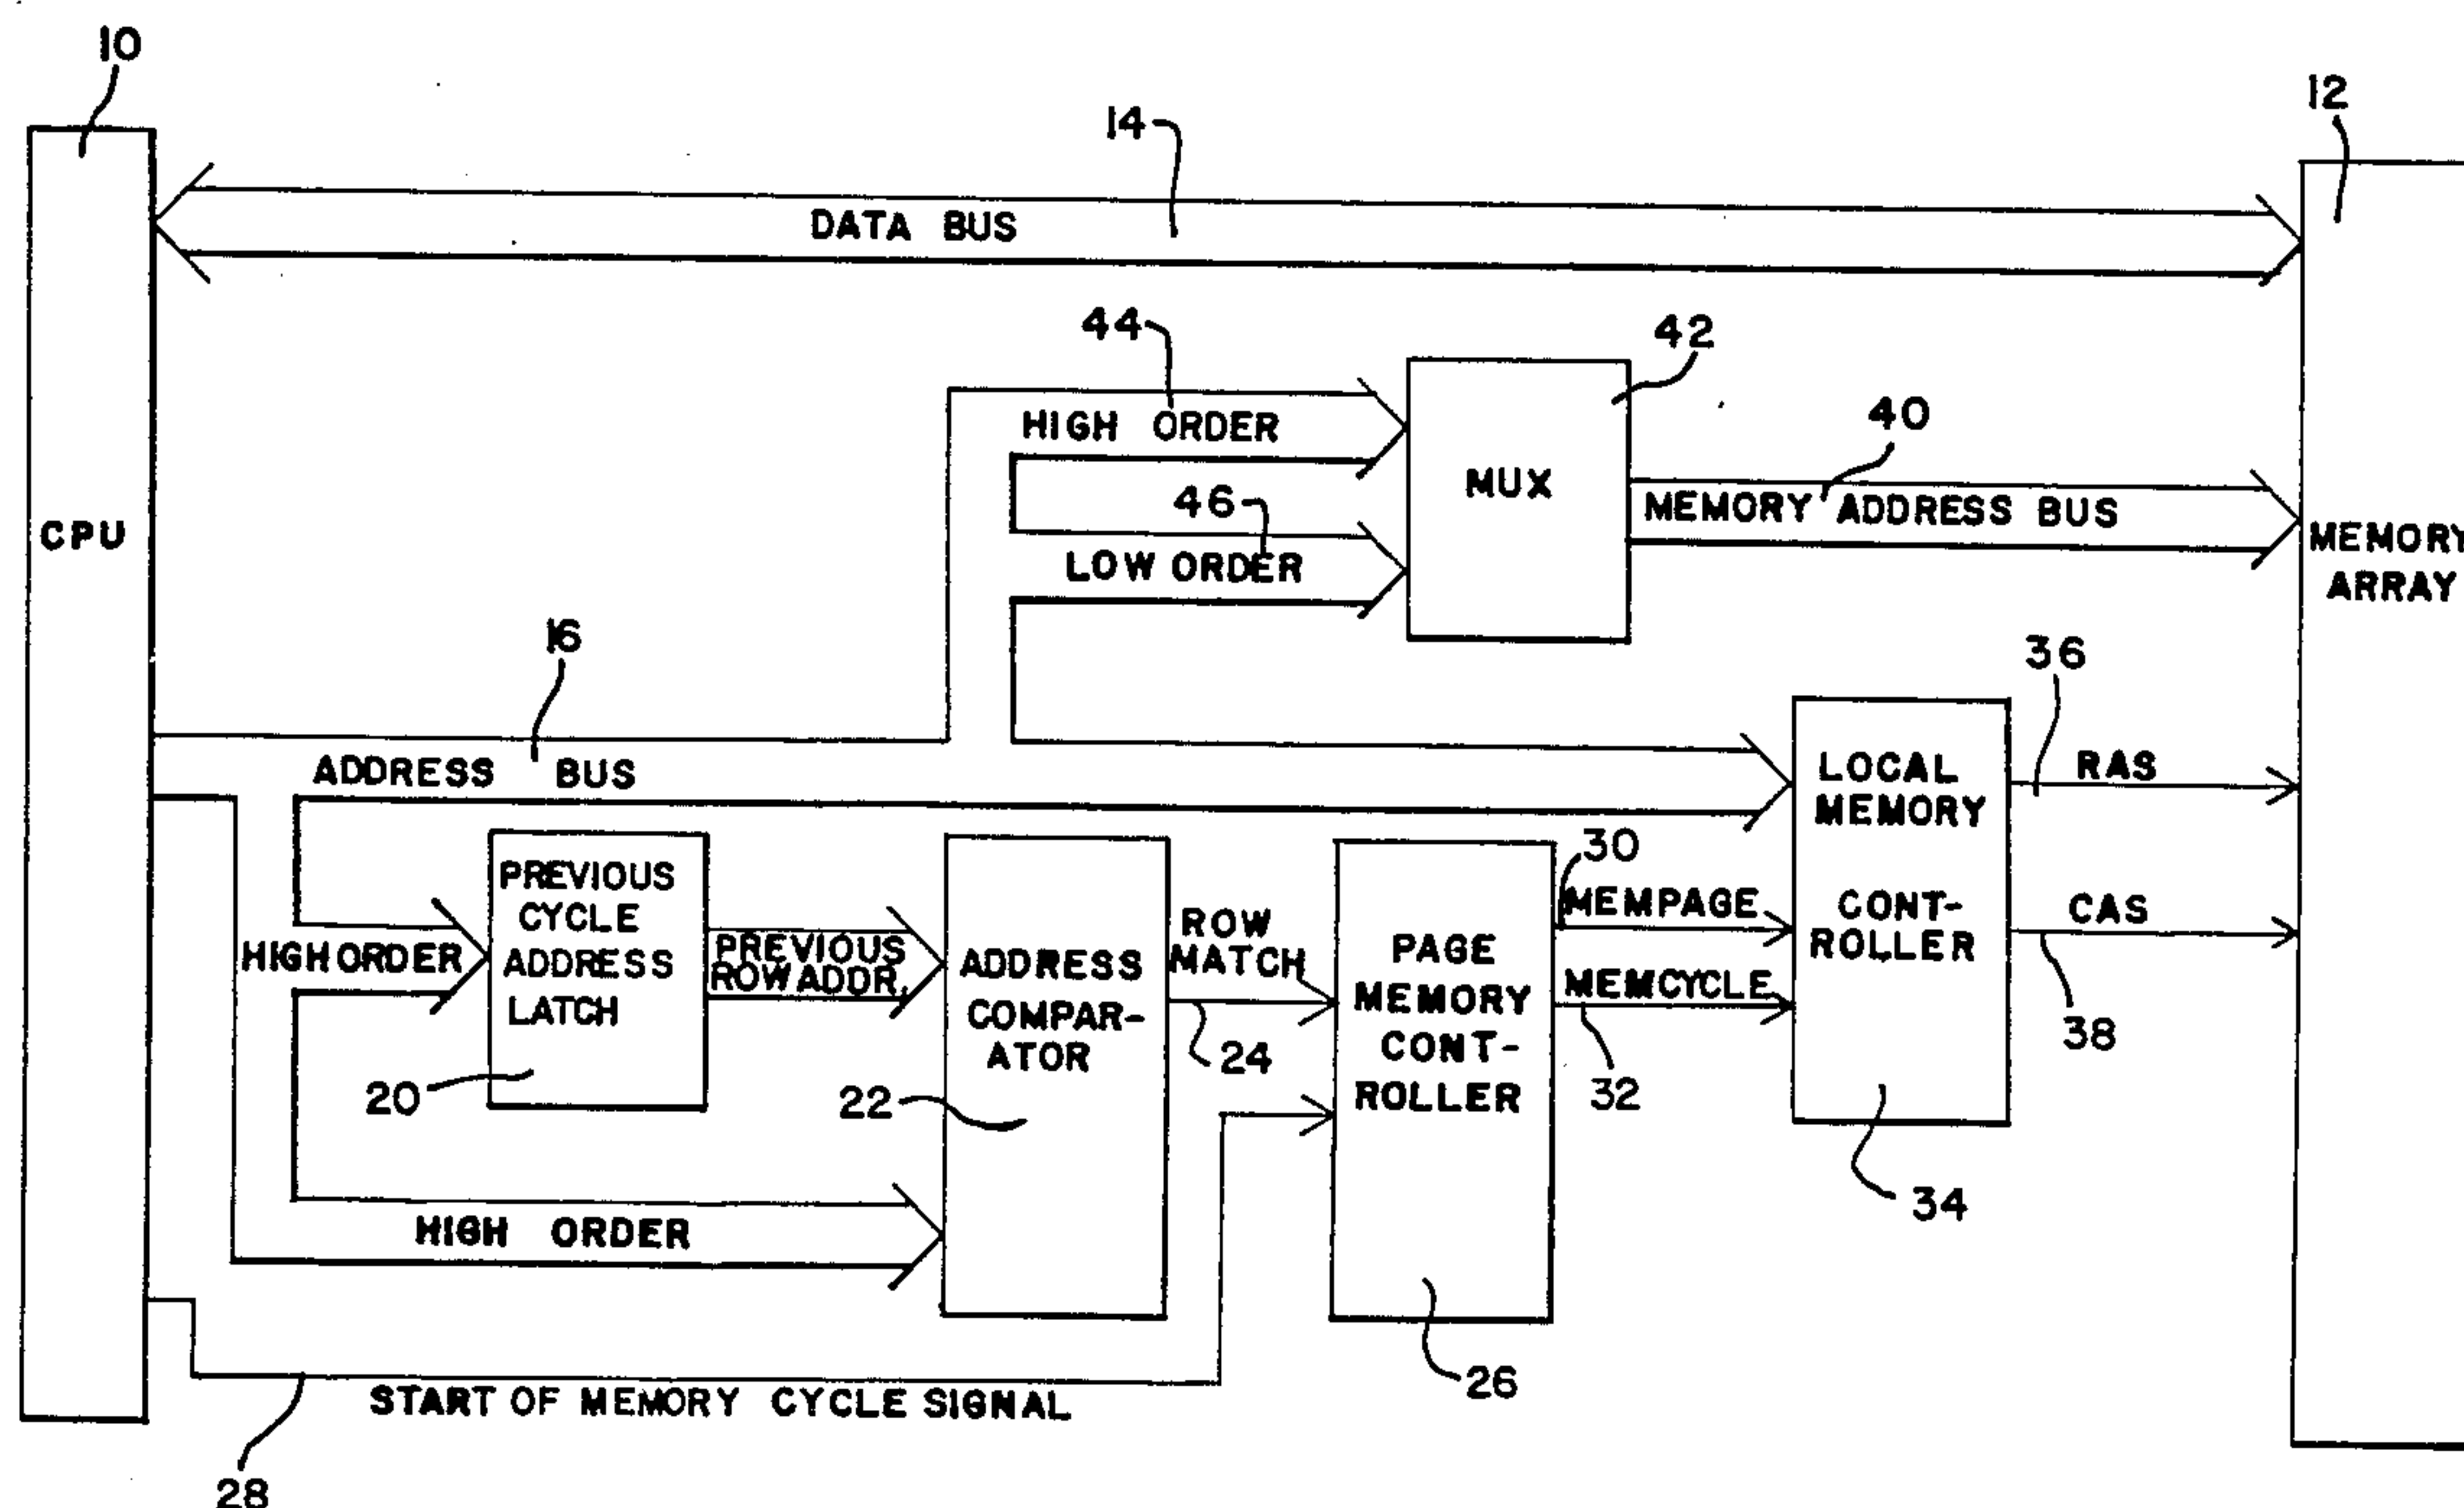 10
12
14
DATA BUS
44
42
HIGH ORDER
40
CPU
MUX
46
MEMORY ADDRESS BUS
LOW ORDER
MEMORY
ARRAY
16
36
ADDRESS BUS
LOCAL
MEMORY
CONT-
ROLLER
RAS
30
PREVIOUS
CYCLE
ADDRESS
LATCH
HIGH ORDER
PREVIOUS
ROW ADDR.
ADDRESS
COMPAR-
ATOR
ROW
MATCH
PAGE
MEMORY
CONT-
ROLLER
MEMPAGE
MEMCYCLE
CAS
38
20
22
24
32
34
HIGH ORDER
26
START OF MEMORY CYCLE SIGNAL
28